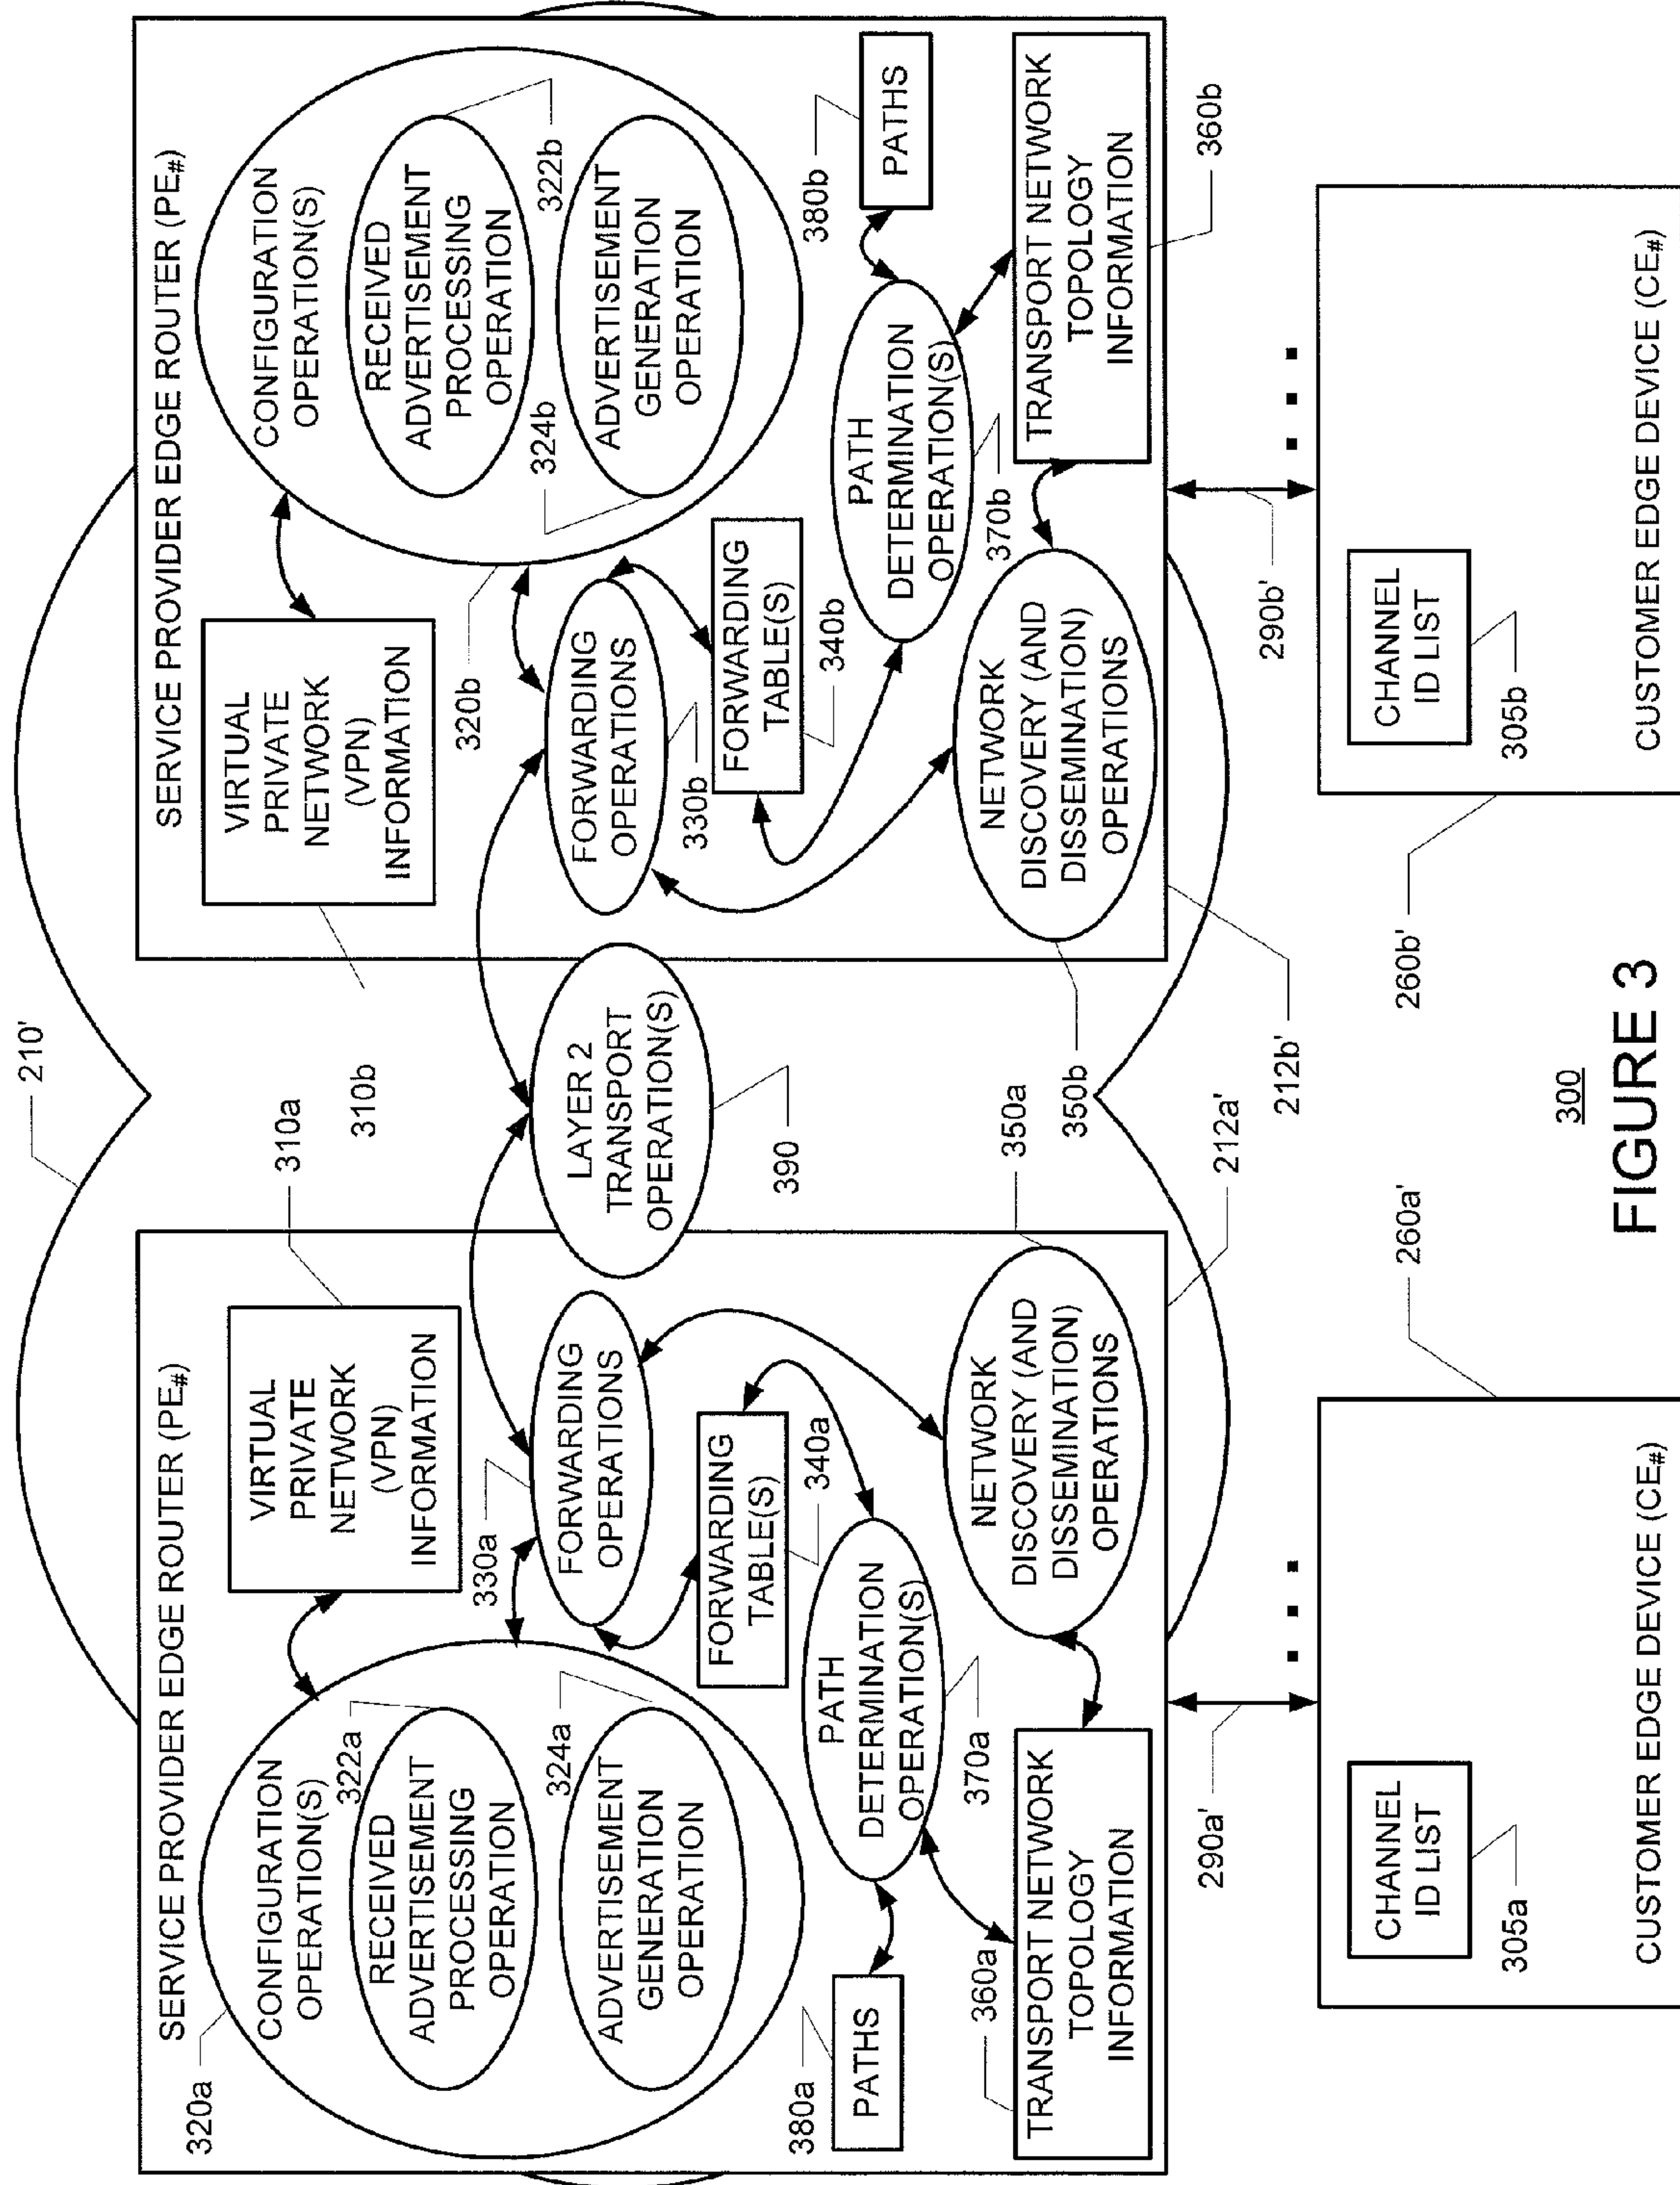 210'
SERVICE PROVIDER EDGE ROUTER (PE#)
320a
CONFIGURATION
OPERATION(S)
322a
RECEIVED
ADVERTISEMENT
PROCESSING
OPERATION
324a
ADVERTISEMENT
GENERATION
OPERATION
VIRTUAL
PRIVATE
NETWORK
(VPN)
INFORMATION
310a
330a
FORWARDING
OPERATIONS
FORWARDING
TABLE(S)
340a
380a
PATHS
PATH
DETERMINATION
OPERATION(S)
370a
360a
TRANSPORT NETWORK
TOPOLOGY
INFORMATION
NETWORK
DISCOVERY (AND
DISSEMINATION)
OPERATIONS
350a
212a'
LAYER 2
TRANSPORT
OPERATION(S)
390
SERVICE PROVIDER EDGE ROUTER (PE#)
VIRTUAL
PRIVATE
NETWORK
(VPN)
INFORMATION
310b
320b
CONFIGURATION
OPERATION(S)
RECEIVED
ADVERTISEMENT
PROCESSING
OPERATION
322b
324b
ADVERTISEMENT
GENERATION
OPERATION
FORWARDING
OPERATIONS
330b
FORWARDING
TABLE(S)
340b
380b
PATHS
PATH
DETERMINATION
OPERATION(S)
370b
TRANSPORT NETWORK
TOPOLOGY
INFORMATION
360b
NETWORK
DISCOVERY (AND
DISSEMINATION)
OPERATIONS
350b
212b'
290a'
CHANNEL
ID LIST
305a
CUSTOMER EDGE DEVICE (CE#)
260a'
290b'
CHANNEL
ID LIST
305b
CUSTOMER EDGE DEVICE (CE#)
260b'
300
FIGURE 3